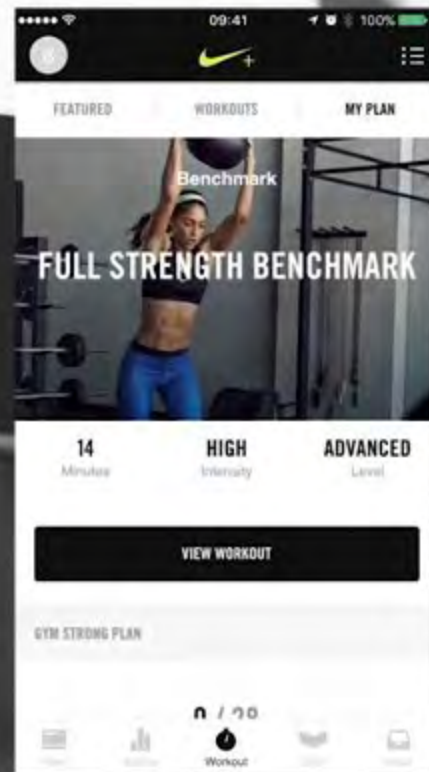 09:41
100%
FEATURED
WORKOUTS
MY PLAN
Benchmark
FULL STRENGTH BENCHMARK
14
HIGH
ADVANCED
Minutes
Intensity
Level
VIEW WORKOUT
GYM STRONG PLAN
Workout